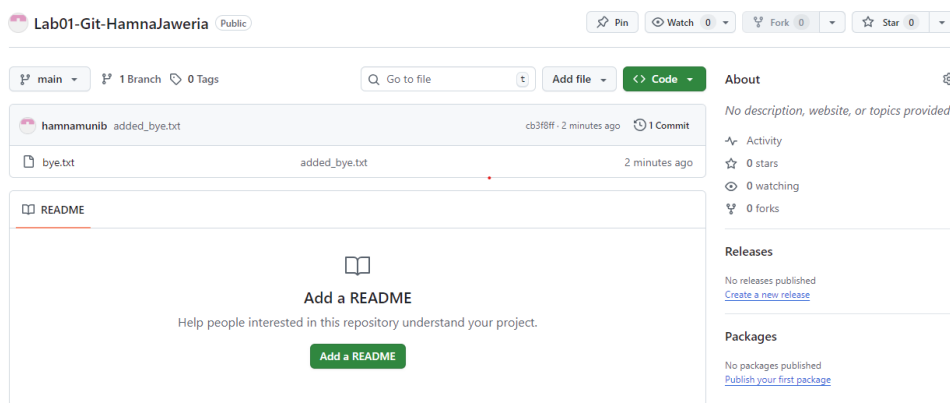 Lab01-Git-HamnaJaweria Public
Pin Watch 0 Fork 0 Star 0
main 1 Branch 0 Tags Go to file t Add file Code
hamnamunib added_bye.txt cb3f8ff · 2 minutes ago 1 Commit
bye.txt added_bye.txt 2 minutes ago
README
Add a README
Help people interested in this repository understand your project.
Add a README
About
No description, website, or topics provided
Activity
0 stars
0 watching
0 forks
Releases
No releases published
Create a new release
Packages
No packages published
Publish your first package